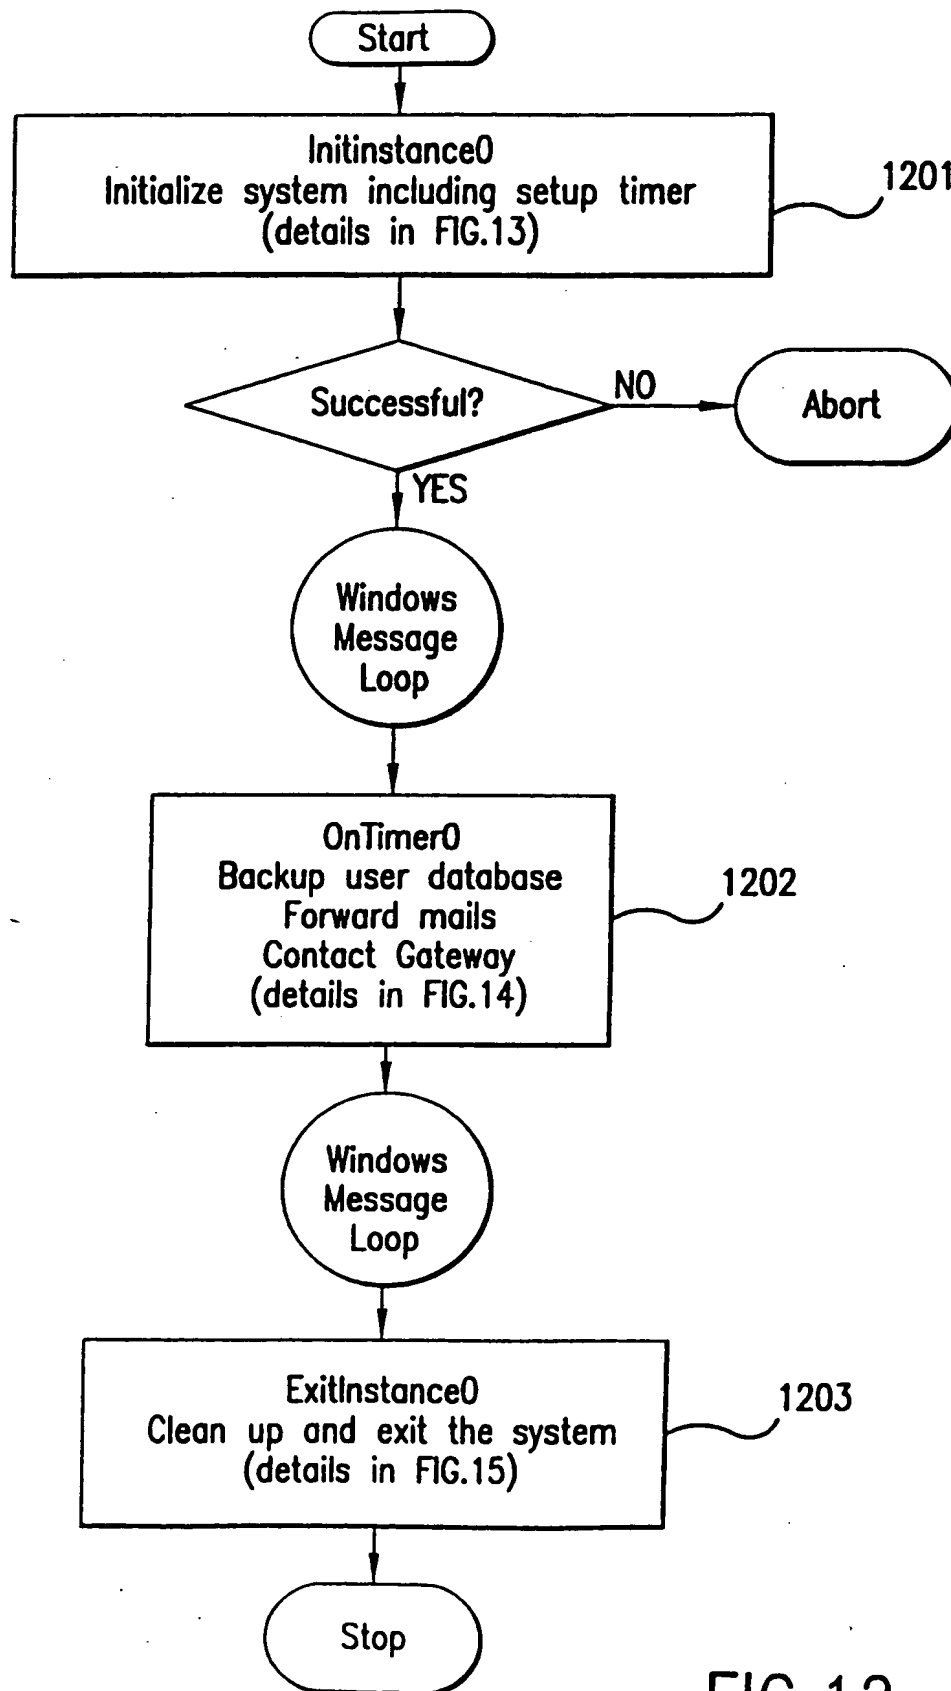 Start
Initinstance0
Initialize system including setup timer
(details in FIG.13)
1201
Successful?
NO
Abort
YES
Windows
Message
Loop
OnTimer0
Backup user database
Forward mails
Contact Gateway
(details in FIG.14)
1202
Windows
Message
Loop
ExitInstance0
Clean up and exit the system
(details in FIG.15)
1203
Stop